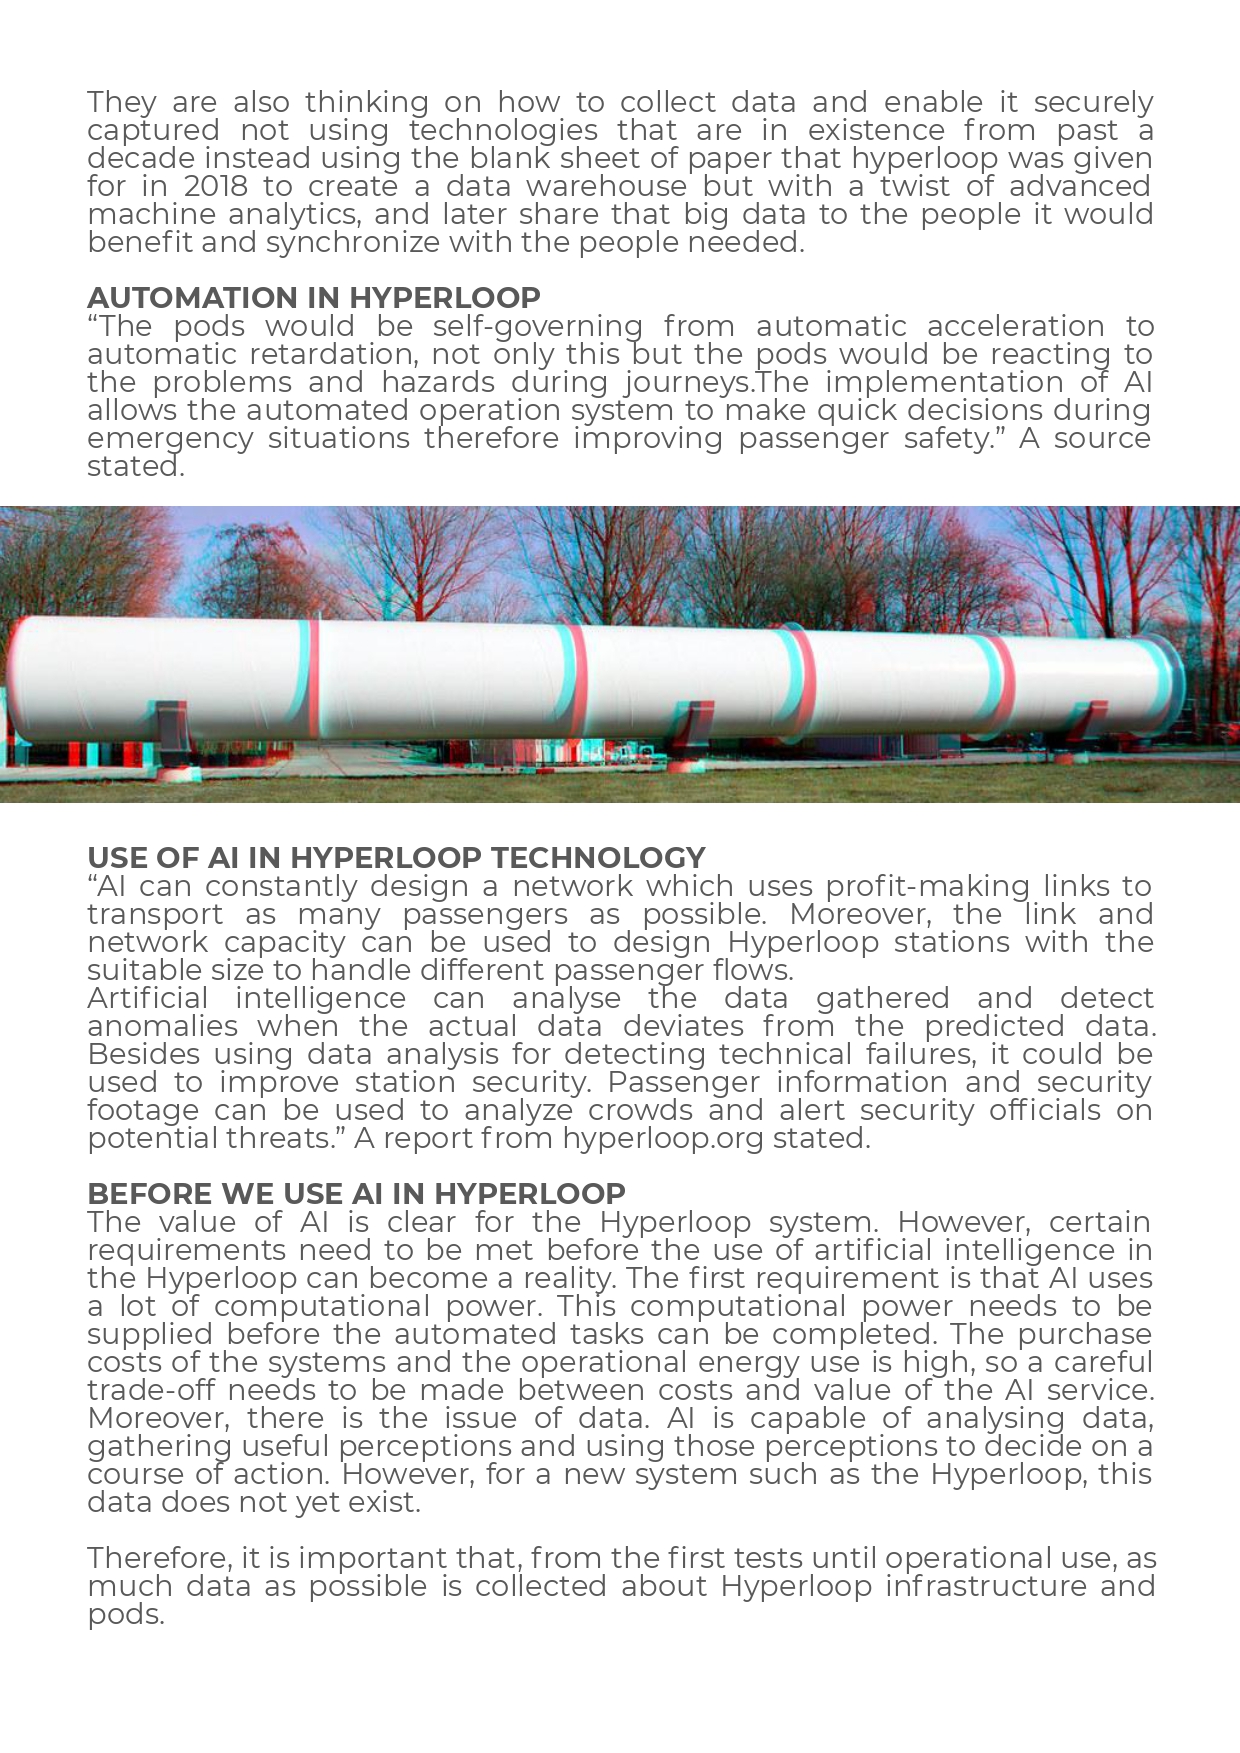 They are also thinking on how to collect data and enable it securely
captured not using technologies that are in existence from past a
decade instead using the blank sheet of paper that hyperloop was given
for in 2018 to create a data warehouse but with a twist of advanced
machine analytics, and later share that big data to the people it would
benefit and synchronize with the people needed.
AUTOMATION IN HYPERLOOP
“The pods would be self-governing from automatic acceleration to
automatic retardation, not only this but the pods would be reacting to
the problems and hazards during journeys.The implementation of AI
allows the automated operation system to make quick decisions during
emergency situations therefore improving passenger safety.” A source
stated.
USE OF AI IN HYPERLOOP TECHNOLOGY
“AI can constantly design a network which uses profit-making links to
transport as many passengers as possible. Moreover, the link and
network capacity can be used to design Hyperloop stations with the
suitable size to handle different passenger flows.
Artificial intelligence can analyse the data gathered and detect
anomalies when the actual data deviates from the predicted data.
Besides using data analysis for detecting technical failures, it could be
used to improve station security. Passenger information and security
footage can be used to analyze crowds and alert security officials on
potential threats.” A report from hyperloop.org stated.
BEFORE WE USE AI IN HYPERLOOP
The value of AI is clear for the Hyperloop system. However, certain
requirements need to be met before the use of artificial intelligence in
the Hyperloop can become a reality. The first requirement is that AI uses
a lot of computational power. This computational power needs to be
supplied before the automated tasks can be completed. The purchase
costs of the systems and the operational energy use is high, so a careful
trade-off needs to be made between costs and value of the AI service.
Moreover, there is the issue of data. AI is capable of analysing data,
gathering useful perceptions and using those perceptions to decide on a
course of action. However, for a new system such as the Hyperloop, this
data does not yet exist.
Therefore, it is important that, from the first tests until operational use, as
much data as possible is collected about Hyperloop infrastructure and
pods.